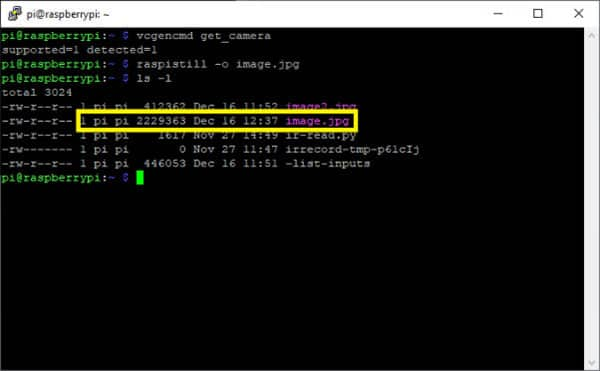 pi@raspberrypi: ~
pi@raspberrypi:~ $ vcgencmd get_camera
supported=1 detected=1
pi@raspberrypi:~ $ raspistill -o image.jpg
pi@raspberrypi:~ $ ls -l
total 3024
-rw-r--r-- 1 pi pi 412362 Dec 16 11:52 image2.jpg
-rw-r--r-- 1 pi pi 2229363 Dec 16 12:37 image.jpg
-rw-r--r-- 1 pi pi 1617 Nov 27 14:49 ir-read.py
-rw------- 1 pi pi 0 Nov 27 11:47 irrecord-tmp-p61cIj
-rw-r--r-- 1 pi pi 446053 Dec 16 11:51 -list-inputs
pi@raspberrypi:~ $